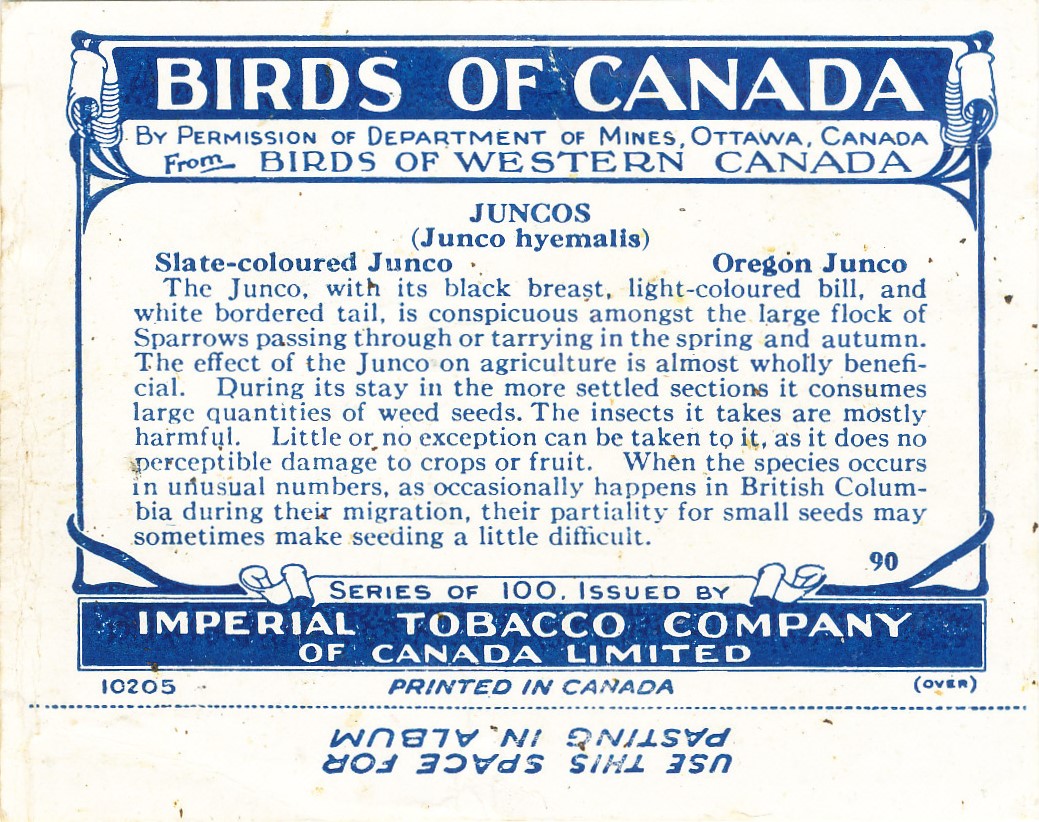 BIRDS OF CANADA
BY PERMISSION OF DEPARTMENT OF MINES, OTTAWA, CANADA
From BIRDS OF WESTERN CANADA
JUNCOS
(Junco hyemalis)
Slate-coloured Junco Oregon Junco
The Junco, with its black breast, light-coloured bill, and
white bordered tail, is conspicuous amongst the large flock of
Sparrows passing through or tarrying in the spring and autumn.
The effect of the Junco on agriculture is almost wholly benefi-
cial. During its stay in the more settled sections it consumes
large quantities of weed seeds. The insects it takes are mostly
harmful. Little or no exception can be taken to it, as it does no
perceptible damage to crops or fruit. When the species occurs
in unusual numbers, as occasionally happens in British Colum-
bia during their migration, their partiality for small seeds may
sometimes make seeding a little difficult.
90
SERIES OF 100. ISSUED BY
IMPERIAL TOBACCO COMPANY
OF CANADA LIMITED
10205 PRINTED IN CANADA (OVER)
USE THIS SPACE FOR
PASTING IN ALBUM